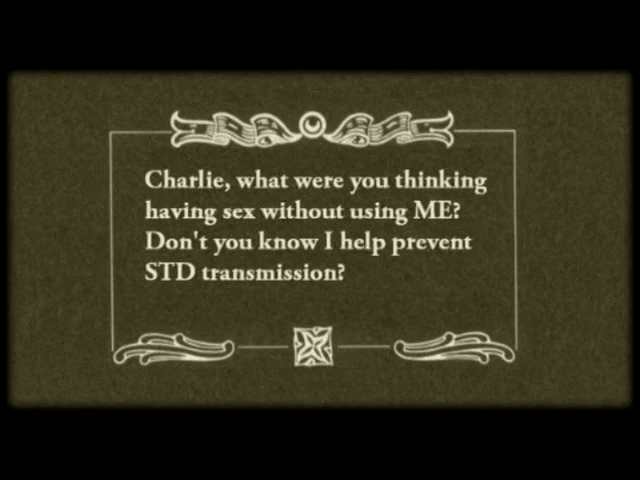 Charlie, what were you thinking
having sex without using ME?
Don't you know I help prevent
STD transmission?